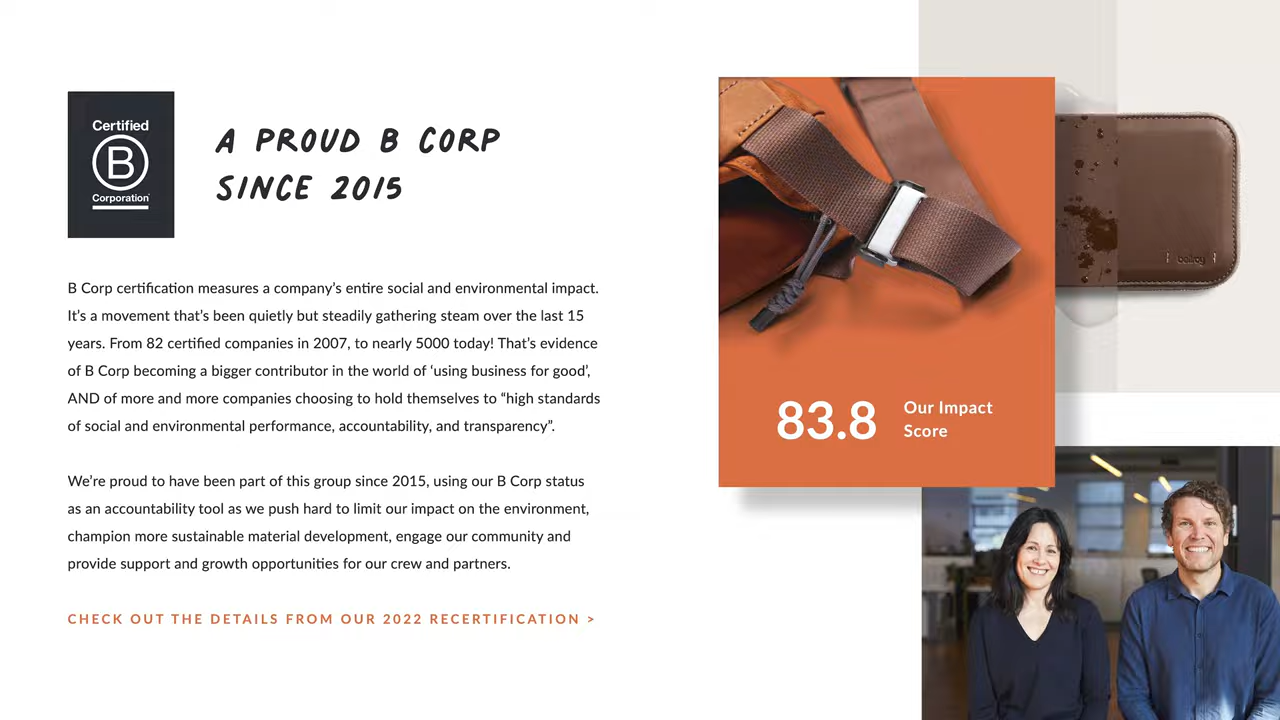 Certified
B
Corporation
A PROUD B CORP
SINCE 2015
B Corp certification measures a company's entire social and environmental impact.
It's a movement that's been quietly but steadily gathering steam over the last 15
years. From 82 certified companies in 2007, to nearly 5000 today! That's evidence
of B Corp becoming a bigger contributor in the world of ‘using business for good’,
AND of more and more companies choosing to hold themselves to “high standards
of social and environmental performance, accountability, and transparency”.
We're proud to have been part of this group since 2015, using our B Corp status
as an accountability tool as we push hard to limit our impact on the environment,
champion more sustainable material development, engage our community and
provide support and growth opportunities for our crew and partners.
CHECK OUT THE DETAILS FROM OUR 2022 RECERTIFICATION >
83.8
Our Impact
Score
bellroy